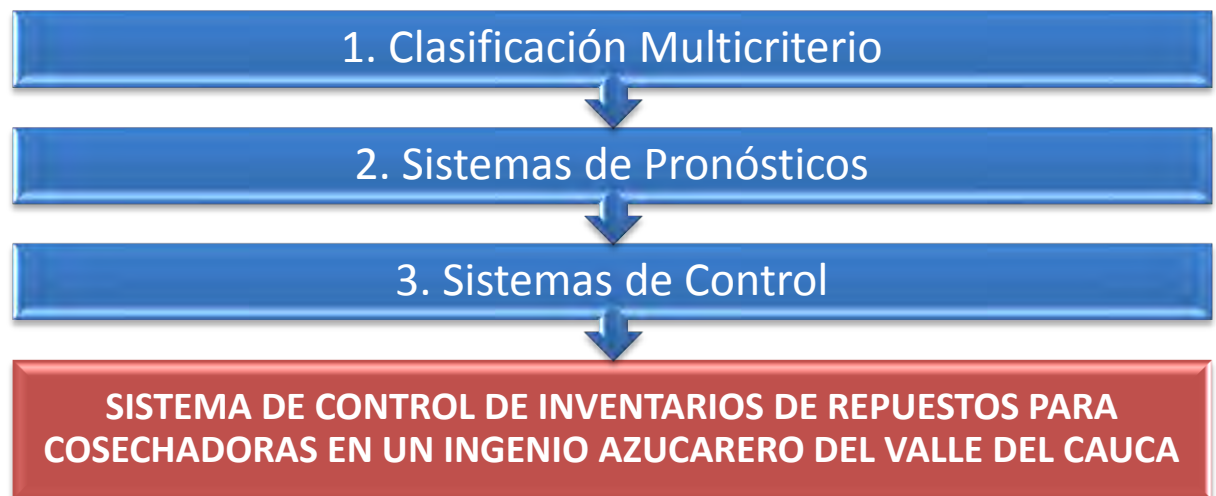 1. Clasificación Multicriterio
2. Sistemas de Pronósticos
3. Sistemas de Control
SISTEMA DE CONTROL DE INVENTARIOS DE REPUESTOS PARA
COSECHADORAS EN UN INGENIO AZUCARERO DEL VALLE DEL CAUCA